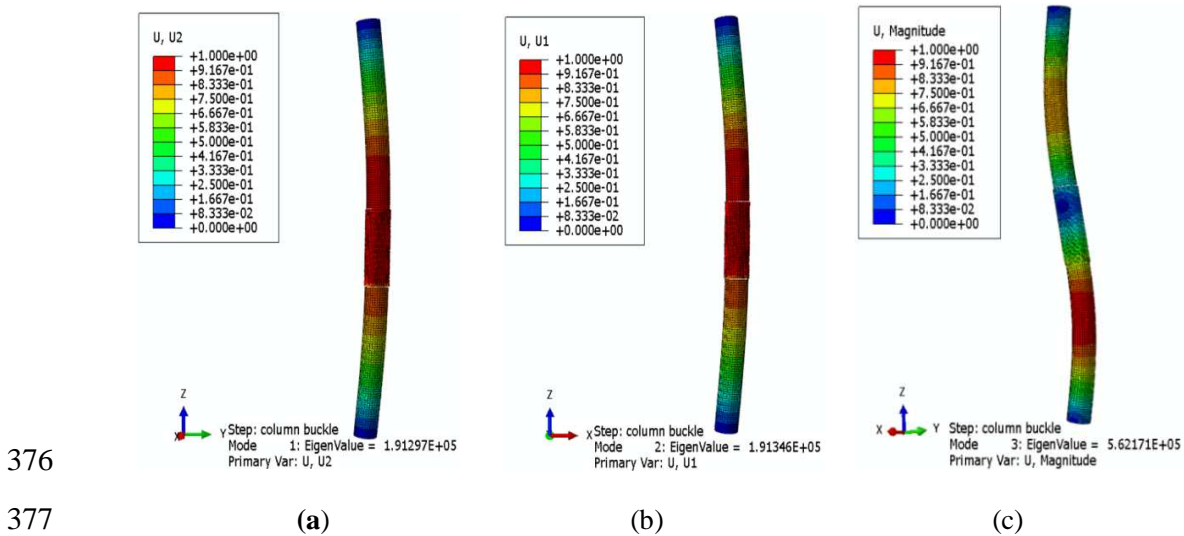 U, U2
+1.000e+00
+9.167e-01
+8.333e-01
+7.500e-01
+6.667e-01
+5.833e-01
+5.000e-01
+4.167e-01
+3.333e-01
+2.500e-01
+1.667e-01
+8.333e-02
+0.000e+00
Z
X
Y
Step: column buckle
Mode 1: EigenValue = 1.91297E+05
Primary Var: U, U2
U, U1
+1.000e+00
+9.167e-01
+8.333e-01
+7.500e-01
+6.667e-01
+5.833e-01
+5.000e-01
+4.167e-01
+3.333e-01
+2.500e-01
+1.667e-01
+8.333e-02
+0.000e+00
Z
X
Step: column buckle
Mode 2: EigenValue = 1.91346E+05
Primary Var: U, U1
U, Magnitude
+1.000e+00
+9.167e-01
+8.333e-01
+7.500e-01
+6.667e-01
+5.833e-01
+5.000e-01
+4.167e-01
+3.333e-01
+2.500e-01
+1.667e-01
+8.333e-02
+0.000e+00
Z
X
Y
Step: column buckle
Mode 3: EigenValue = 5.62171E+05
Primary Var: U, Magnitude
376
377 (a) (b) (c)